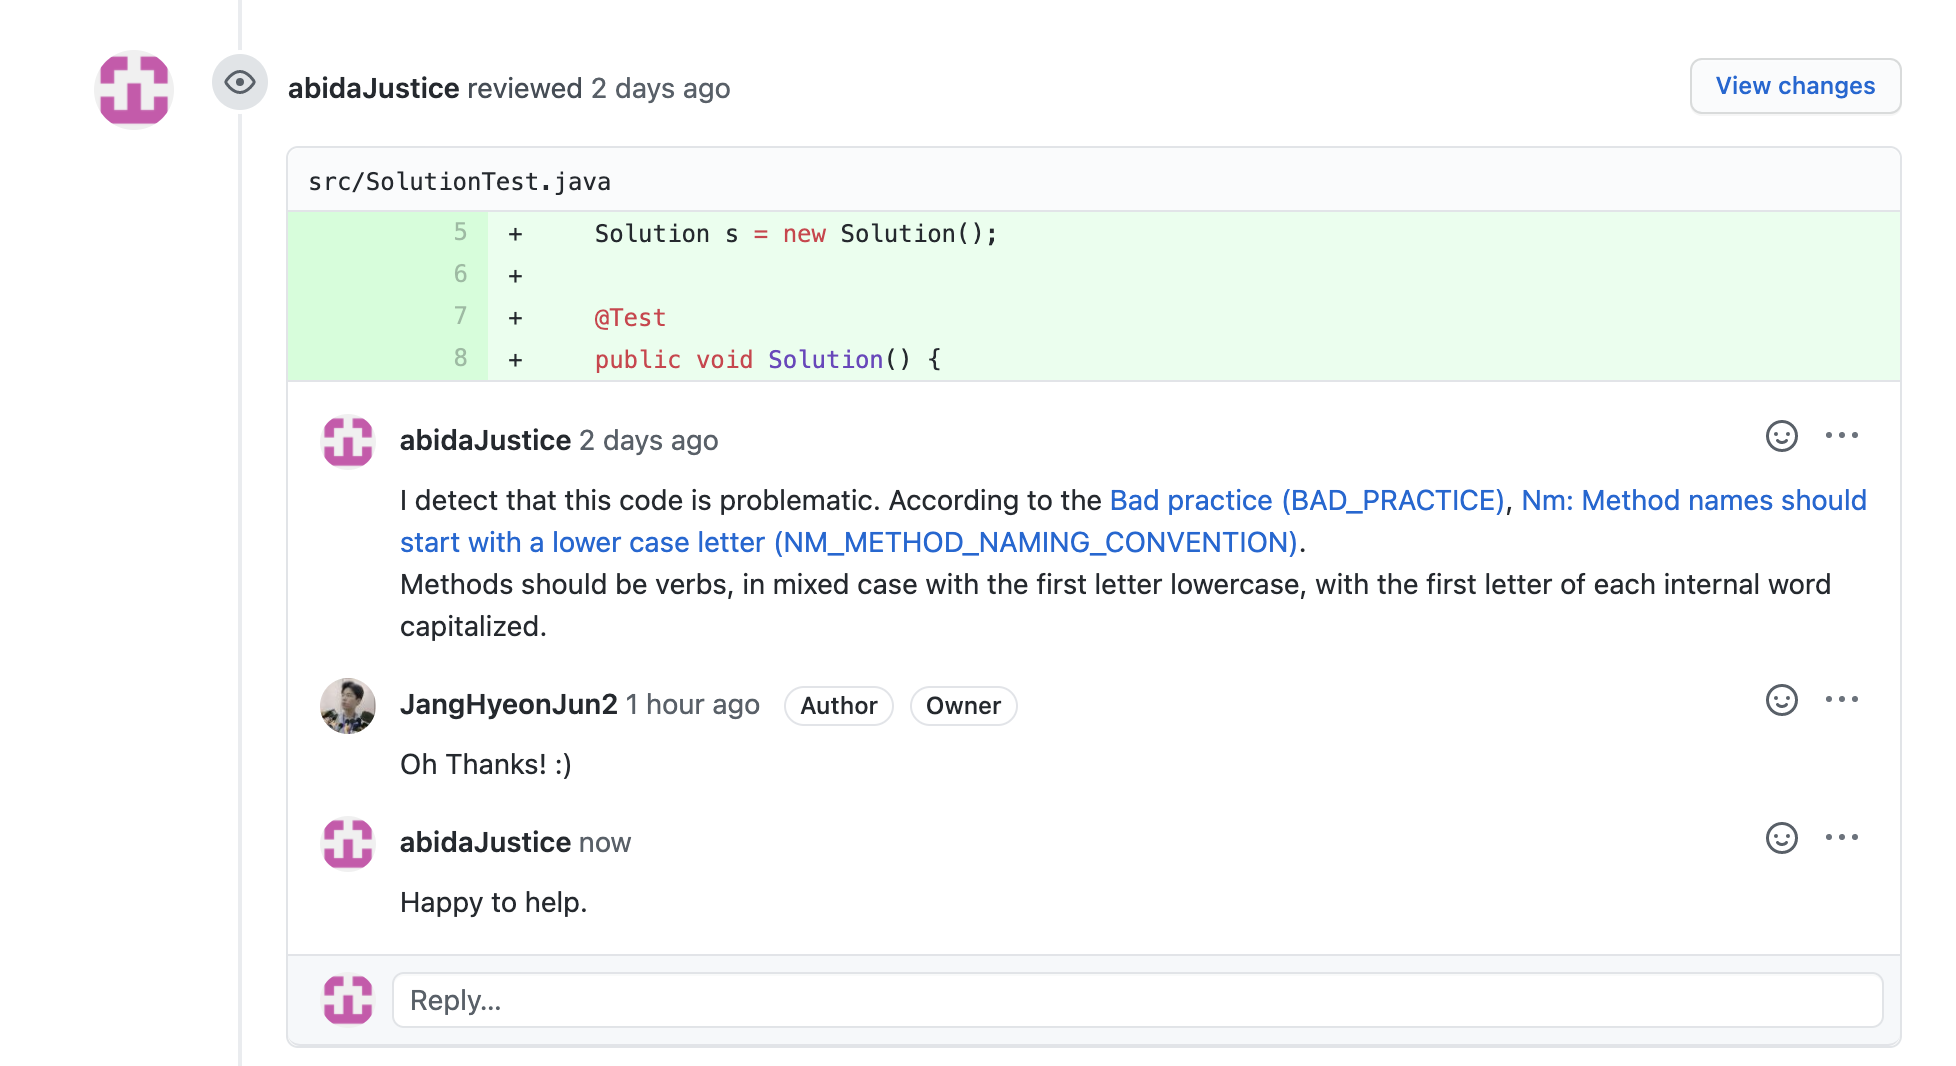 abidaJustice reviewed 2 days ago
View changes
src/SolutionTest.java
5 + Solution s = new Solution();
6 +
7 + @Test
8 + public void Solution() {
abidaJustice 2 days ago
I detect that this code is problematic. According to the Bad practice (BAD_PRACTICE), Nm: Method names should
start with a lower case letter (NM_METHOD_NAMING_CONVENTION).
Methods should be verbs, in mixed case with the first letter lowercase, with the first letter of each internal word
capitalized.
JangHyeonJun2 1 hour ago Author Owner
Oh Thanks! :)
abidaJustice now
Happy to help.
Reply...